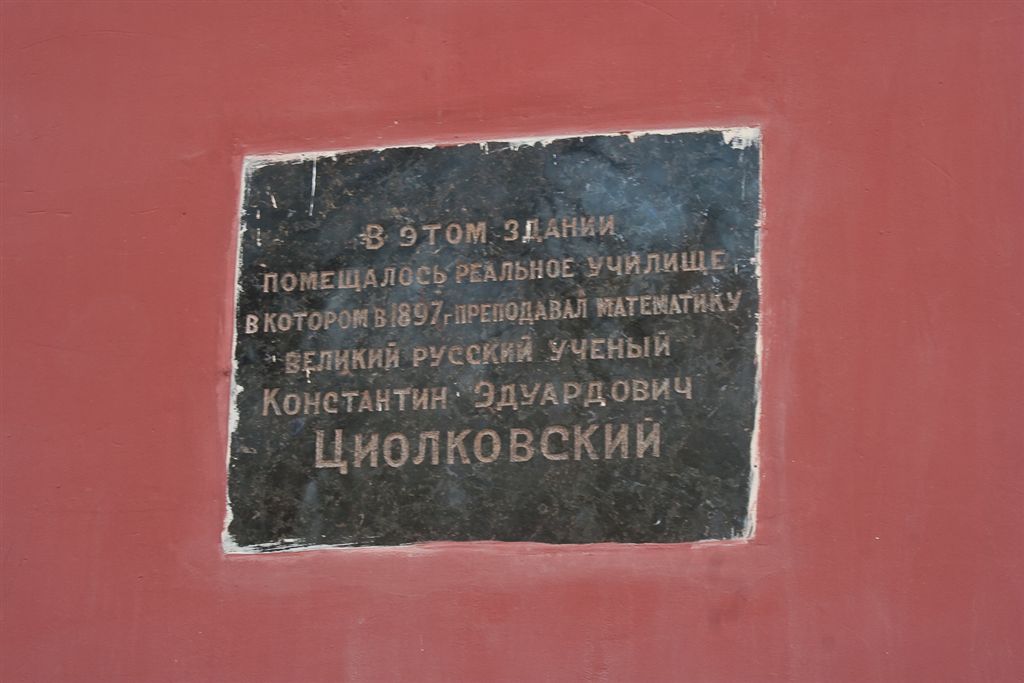 В ЭТОМ ЗДАНИИ
ПОМЕЩАЛОСЬ РЕАЛЬНОЕ УЧИЛИЩЕ
В КОТОРОМ В 1897 г. ПРЕПОДАВАЛ МАТЕМАТИКУ
ВЕЛИКИЙ РУССКИЙ УЧЕНЫЙ
КОНСТАНТИН ЭДУАРДОВИЧ
ЦИОЛКОВСКИЙ